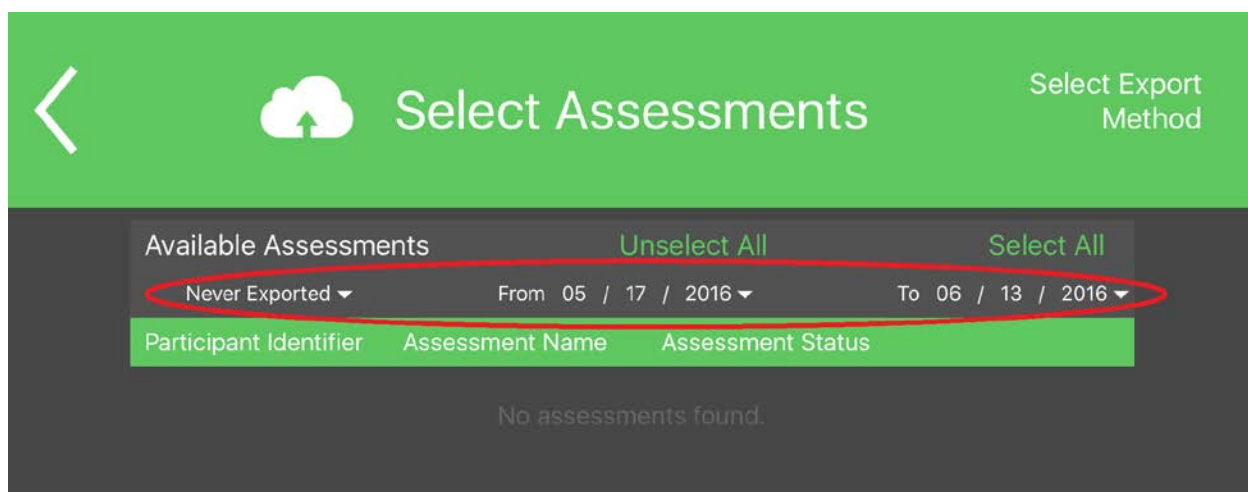 Select Assessments
Select Export
Method
Available Assessments Unselect All Select All
Never Exported From 05 / 17 / 2016 To 06 / 13 / 2016
Participant Identifier Assessment Name Assessment Status
No assessments found.